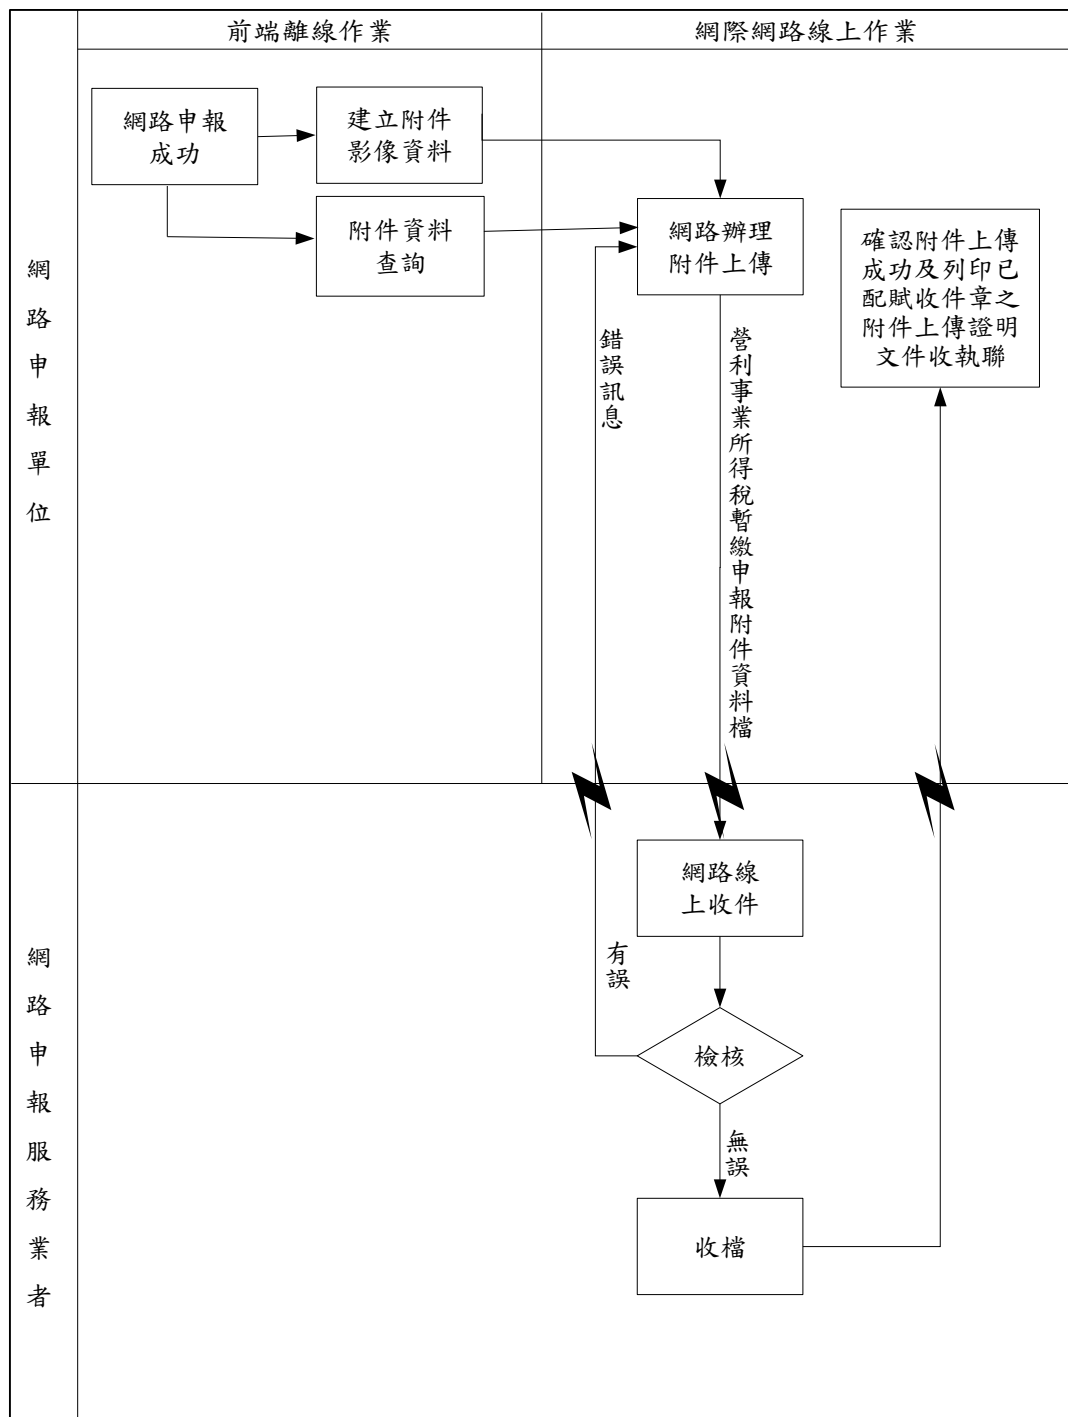 前端離線作業
網際網路線上作業
網路申報單位
網路申報
成功
建立附件
影像資料
附件資料
查詢
網路辦理
附件上傳
確認附件上傳
成功及列印已
配賦收件章之
附件上傳證明
文件收執聯
錯誤訊息
營利事業所得稅暫繳申報附件資料檔
網路申報服務業者
網路線
上收件
有誤
檢核
無誤
收檔